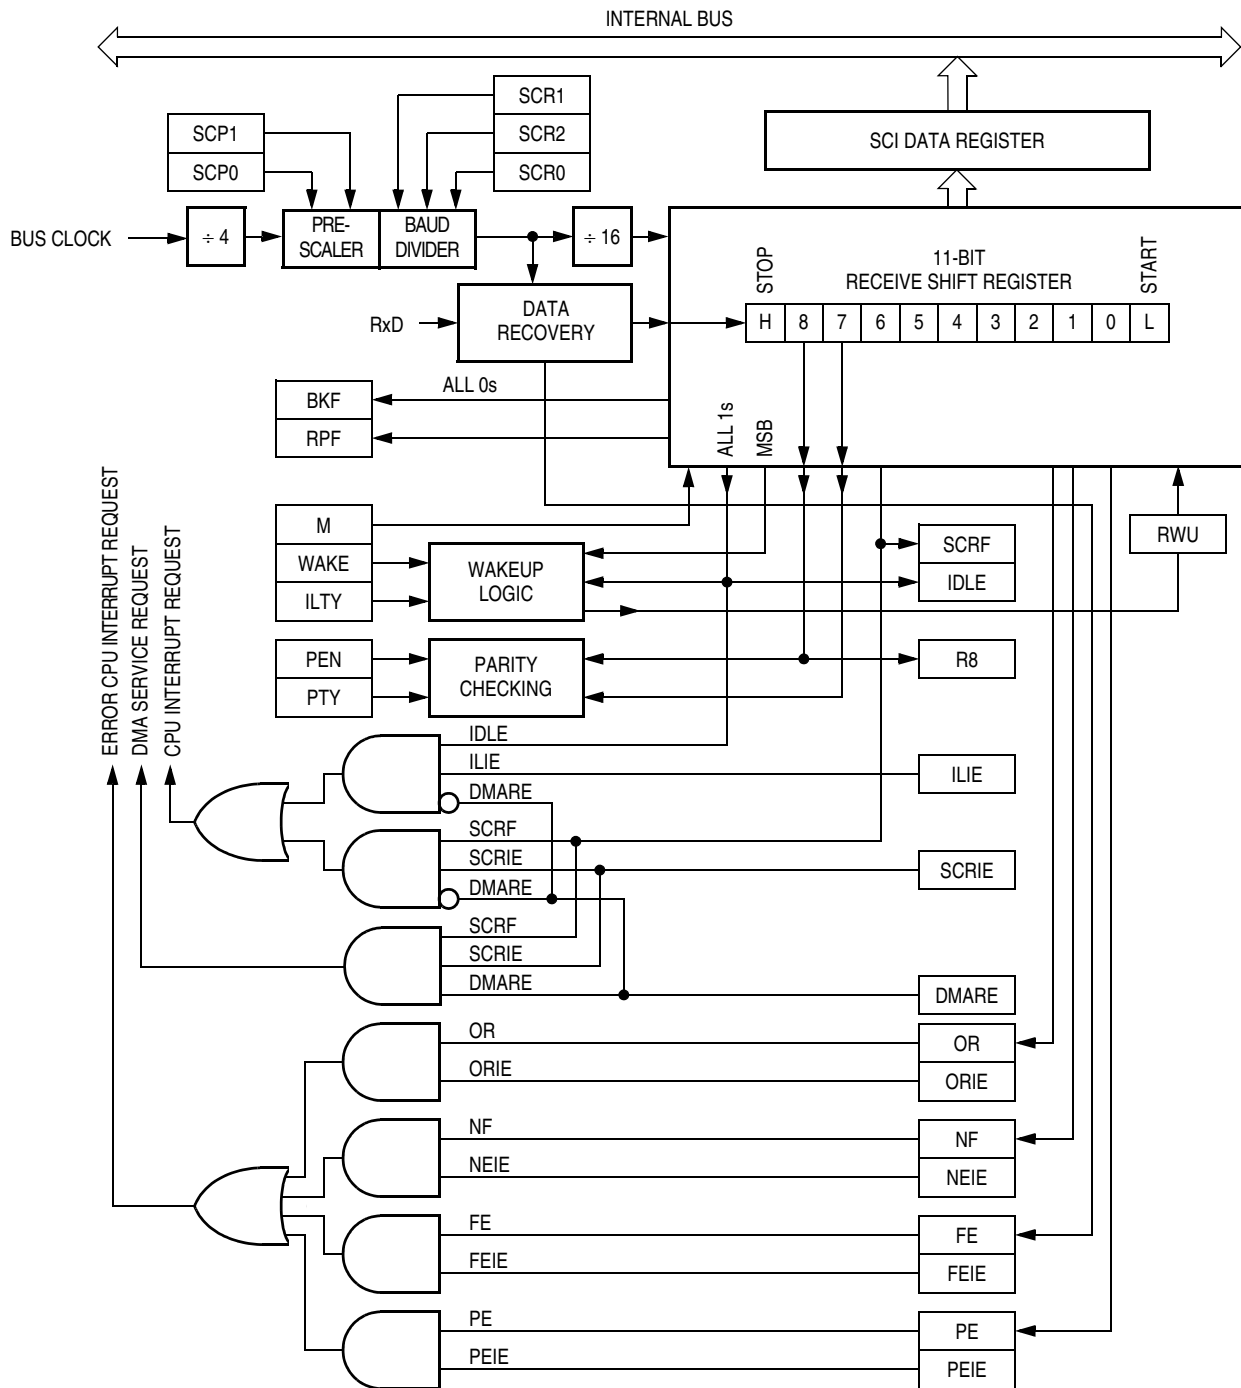 INTERNAL BUS
SCR1
SCR2
SCR0
SCP1
SCP0
SCI DATA REGISTER
BUS CLOCK
÷ 4
PRE-
SCALER
BAUD
DIVIDER
÷ 16
STOP
11-BIT
RECEIVE SHIFT REGISTER
START
H 8 7 6 5 4 3 2 1 0 L
RxD
DATA
RECOVERY
ALL 0s
BKF
RPF
ALL 1s
MSB
M
WAKE
ILTY
WAKEUP
LOGIC
SCRF
IDLE
RWU
PEN
PTY
PARITY
CHECKING
R8
ERROR CPU INTERRUPT REQUEST
DMA SERVICE REQUEST
CPU INTERRUPT REQUEST
IDLE
ILIE
DMARE
ILIE
SCRF
SCRIE
DMARE
SCRIE
SCRF
SCRIE
DMARE
DMARE
OR
ORIE
OR
ORIE
NF
NEIE
NF
NEIE
FE
FEIE
FE
FEIE
PE
PEIE
PE
PEIE